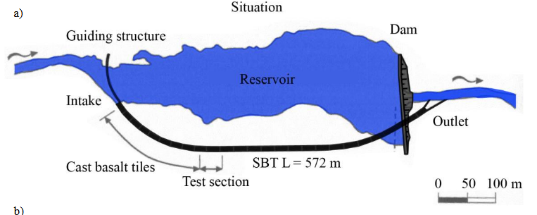 a)
Situation
Guiding structure
Dam
Reservoir
Intake
Outlet
Cast basalt tiles
SBT L = 572 m
Test section
0 50 100 m
b)